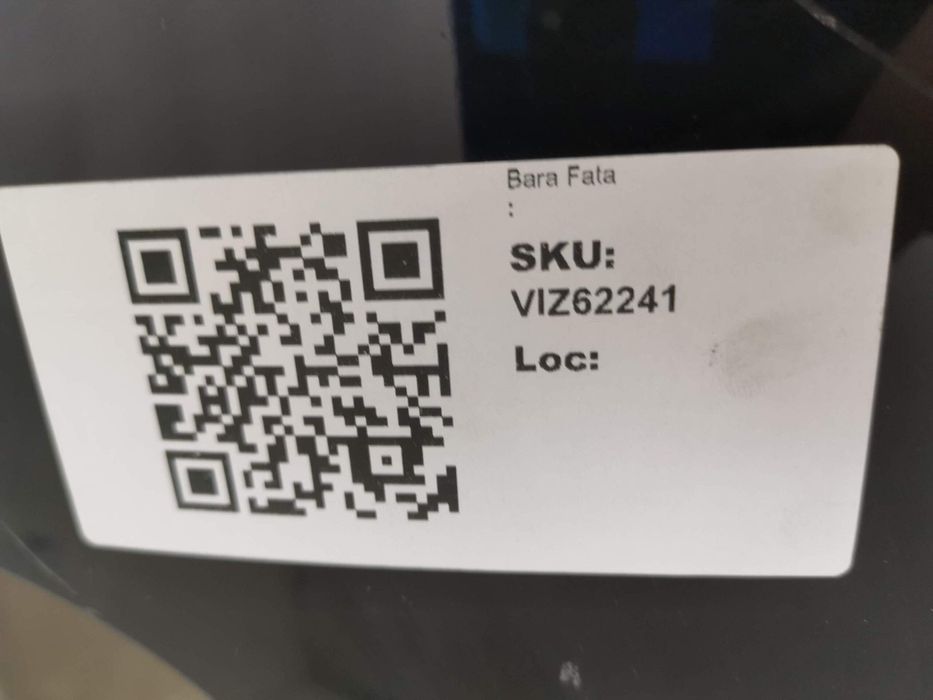 Bara Fata
:
SKU:
VIZ62241
Loc: